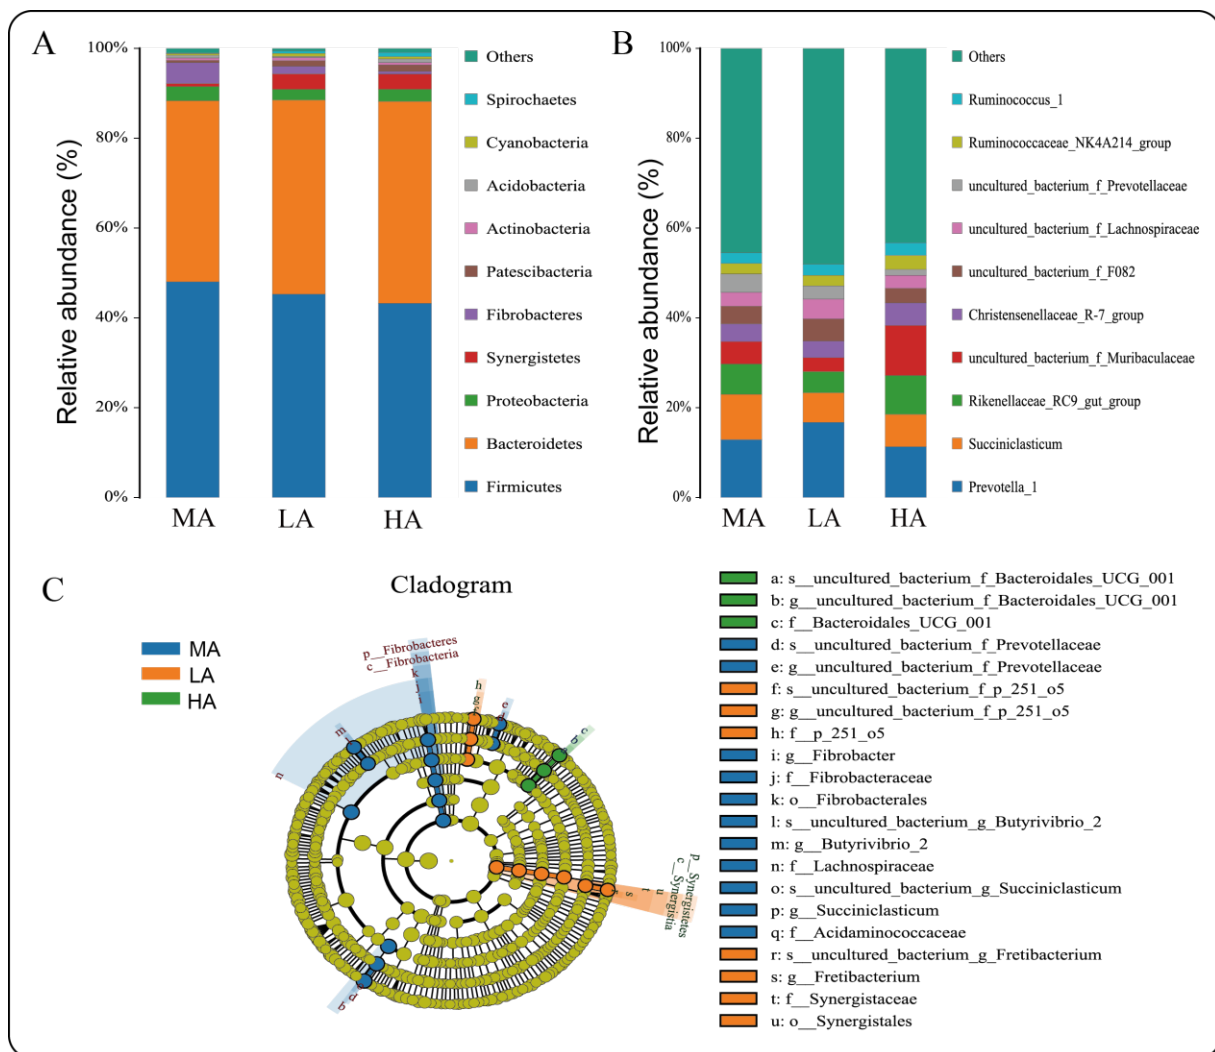 A
B
Relative abundance (%)
100%
80%
60%
40%
20%
0%
MA
LA
HA
Others
Spirochaetes
Cyanobacteria
Acidobacteria
Actinobacteria
Patescibacteria
Fibrobacteres
Synergistetes
Proteobacteria
Bacteroidetes
Firmicutes
Relative abundance (%)
100%
80%
60%
40%
20%
0%
MA
LA
HA
Others
Ruminococcus_1
Ruminococcaceae_NK4A214_group
uncultured_bacterium_f_Prevotellaceae
uncultured_bacterium_f_Lachnospiraceae
uncultured_bacterium_f_F082
Christensenellaceae_R-7_group
uncultured_bacterium_f_Muribaculaceae
Rikenellaceae_RC9_gut_group
Succiniclasticum
Prevotella_1
C
Cladogram
MA
LA
HA
p__Fibrobacteres
c__Fibrobacteria
k
j
i
h
g
e
c
b
m
n
s
t
u
c__Synergistia
p__Synergistetes
a: s__uncultured_bacterium_f_Bacteroidales_UCG_001
b: g__uncultured_bacterium_f_Bacteroidales_UCG_001
c: f__Bacteroidales_UCG_001
d: s__uncultured_bacterium_f_Prevotellaceae
e: g__uncultured_bacterium_f_Prevotellaceae
f: s__uncultured_bacterium_f_p_251_o5
g: g__uncultured_bacterium_f_p_251_o5
h: f__p_251_o5
i: g__Fibrobacter
j: f__Fibrobacteraceae
k: o__Fibrobacterales
l: s__uncultured_bacterium_g_Butyrivibrio_2
m: g__Butyrivibrio_2
n: f__Lachnospiraceae
o: s__uncultured_bacterium_g_Succiniclasticum
p: g__Succiniclasticum
q: f__Acidaminococcaceae
r: s__uncultured_bacterium_g_Fretibacterium
s: g__Fretibacterium
t: f__Synergistaceae
u: o__Synergistales